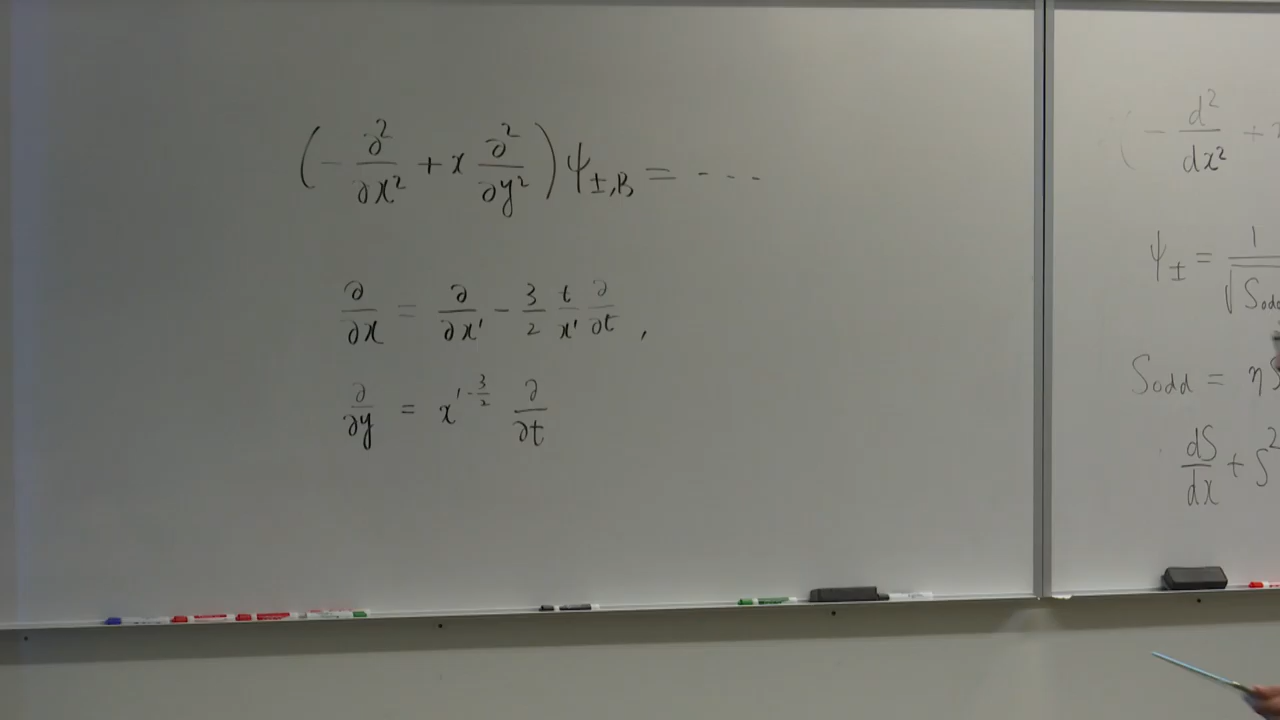 (- ∂²/∂x² + x ∂²/∂y²) ψ±,B = - - - -
∂/∂x = ∂/∂x' - 3/2 t/x' ∂/∂t ,
∂/∂y = x'^(-3/2) ∂/∂t
(- d²/dx² +
ψ± = 1/√Sodd
Sodd = η
dS/dx + S²